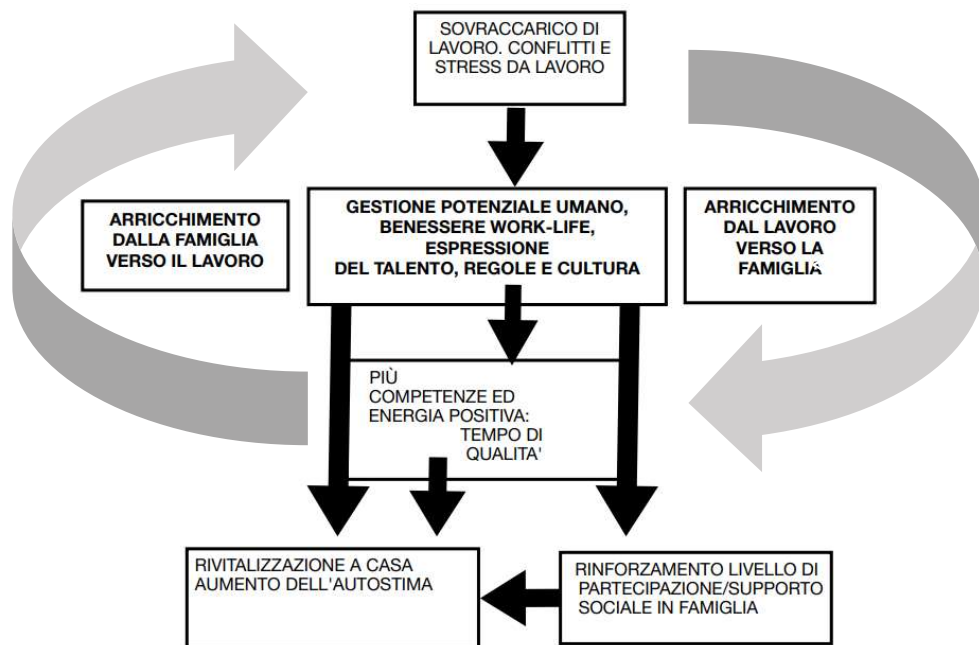 SOVRACCARICO DI
LAVORO. CONFLITTI E
STRESS DA LAVORO
ARRICCHIMENTO
DALLA FAMIGLIA
VERSO IL LAVORO
GESTIONE POTENZIALE UMANO,
BENESSERE WORK-LIFE,
ESPRESSIONE
DEL TALENTO, REGOLE E CULTURA
ARRICCHIMENTO
DAL LAVORO
VERSO LA
FAMIGLIA
PIÙ
COMPETENZE ED
ENERGIA POSITIVA:
TEMPO DI
QUALITA'
RIVITALIZZAZIONE A CASA
AUMENTO DELL'AUTOSTIMA
RINFORZAMENTO LIVELLO DI
PARTECIPAZIONE/SUPPORTO
SOCIALE IN FAMIGLIA